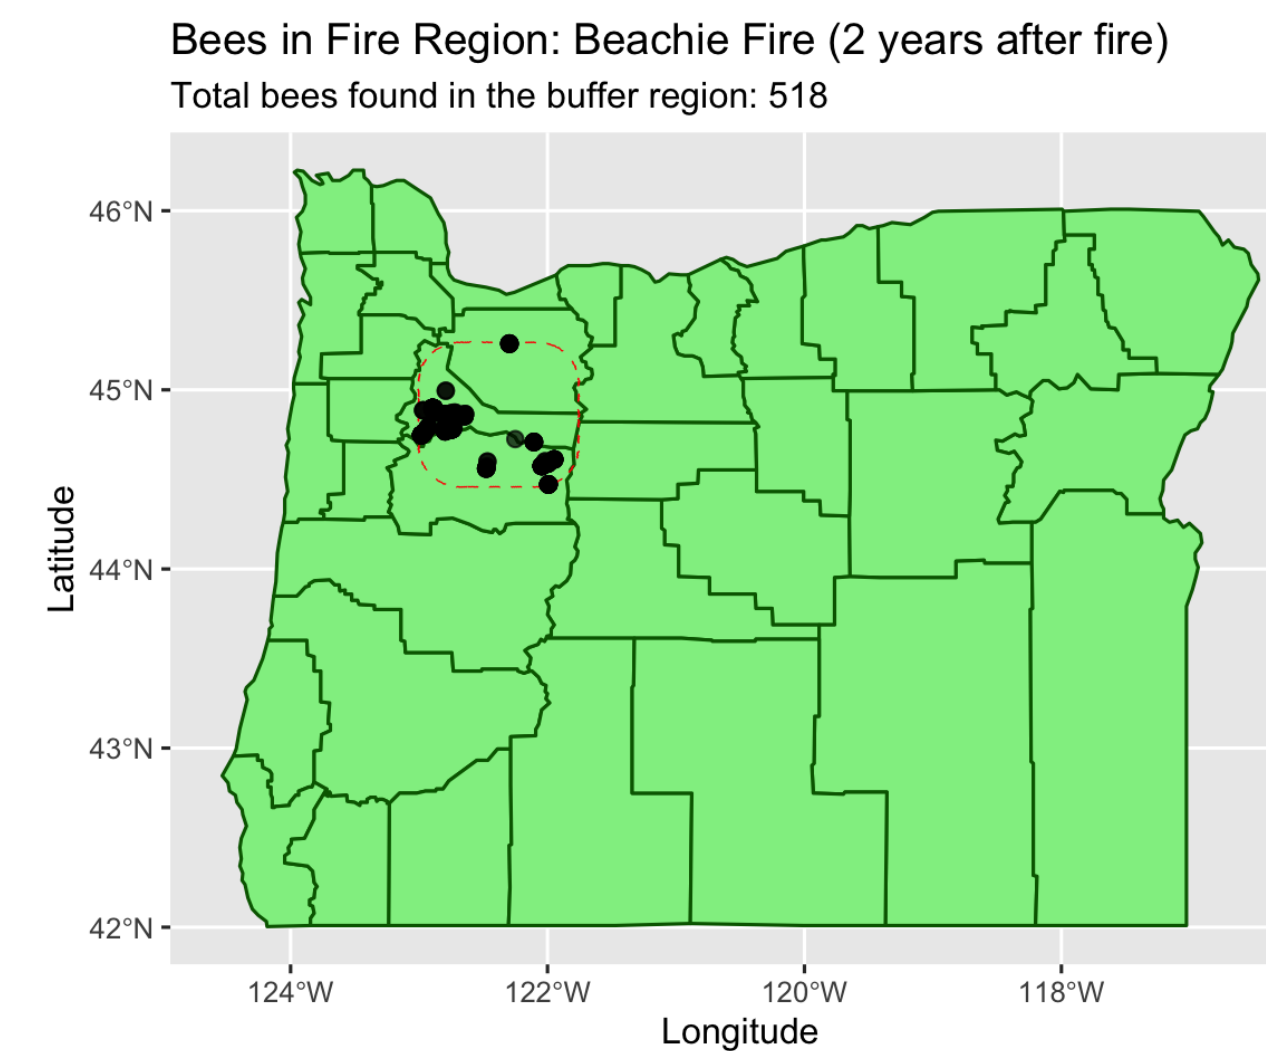 Bees in Fire Region: Beachie Fire (2 years after fire)
Total bees found in the buffer region: 518
46°N
45°N
44°N
43°N
42°N
Latitude
124°W 122°W 120°W 118°W
Longitude